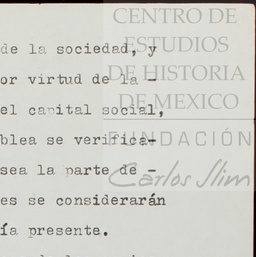 CENTRO DE
ESTUDIOS
DE HISTORIA
DE MEXICO
FUNDACIÓN
Carlos Slim
de la sociedad, y
or virtud de la -
el capital social,
blea se verifica-
sea la parte de -
es se considerarán
ía presente.